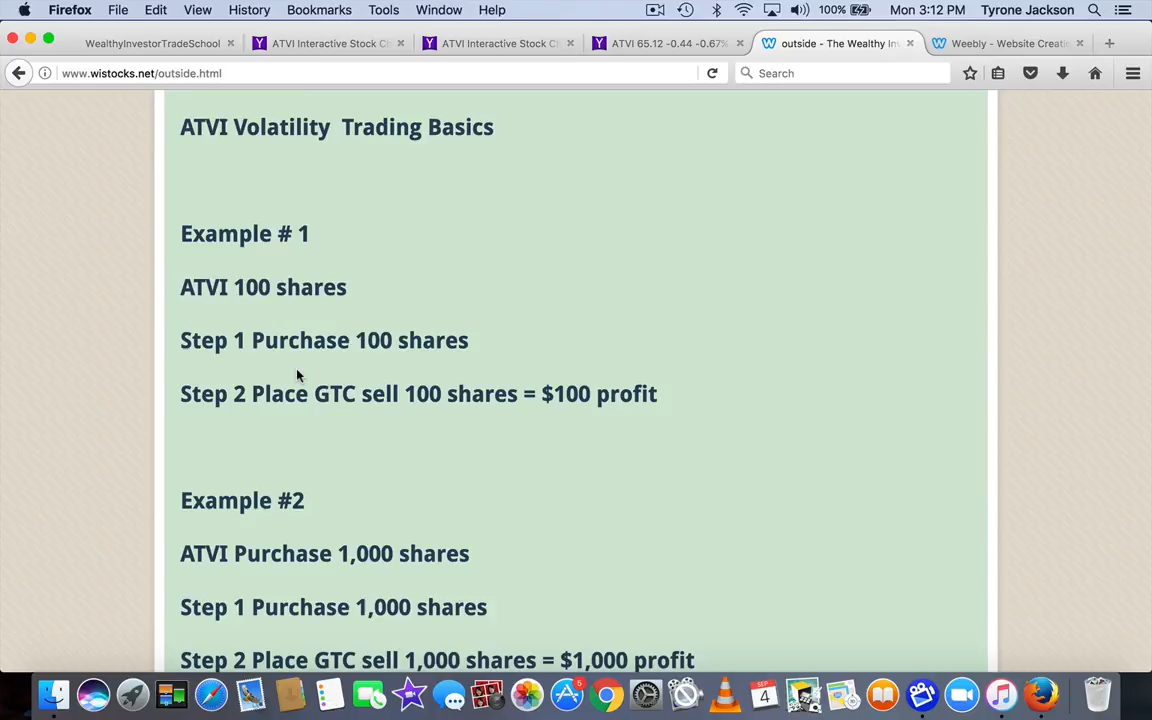 Firefox File Edit View History Bookmarks Tools Window Help 100% Mon 3:12 PM Tyrone Jackson
WealthyInvestorTradeSchool ATVI Interactive Stock C ATVI Interactive Stock C ATVI 65.12 -0.44 -0.67% outside - The Wealthy In Weebly - Website Creati
www.wistocks.net/outside.html Search
ATVI Volatility Trading Basics
Example # 1
ATVI 100 shares
Step 1 Purchase 100 shares
Step 2 Place GTC sell 100 shares = $100 profit
Example #2
ATVI Purchase 1,000 shares
Step 1 Purchase 1,000 shares
Step 2 Place GTC sell 1,000 shares = $1,000 profit
SEP
4
5